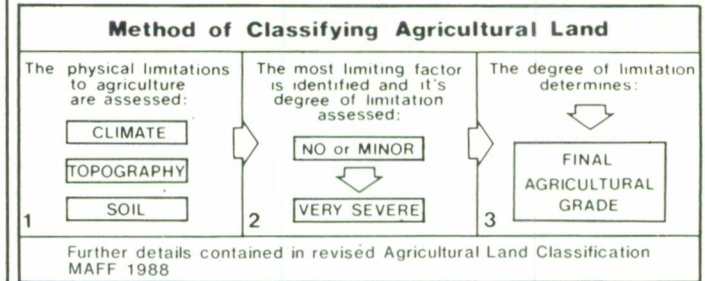 Method of Classifying Agricultural Land
The physical limitations
to agriculture
are assessed:
CLIMATE
TOPOGRAPHY
SOIL
1
The most limiting factor
is identified and it's
degree of limitation
assessed:
NO or MINOR
VERY SEVERE
2
The degree of limitation
determines:
FINAL
AGRICULTURAL
GRADE
3
Further details contained in revised Agricultural Land Classification
MAFF 1988